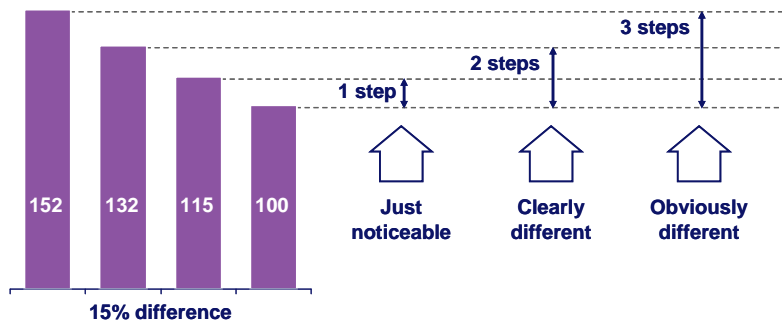 3 steps
2 steps
1 step
152
132
115
100
Just
noticeable
Clearly
different
Obviously
different
15% difference